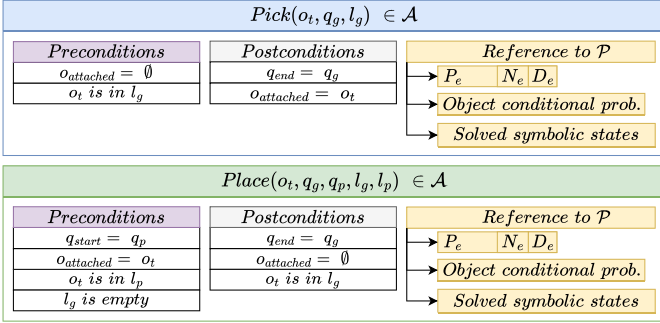 Pick(o_t, q_g, l_g) ∈ 𝒜
Preconditions
o_attached = ∅
o_t is in l_g
Postconditions
q_end = q_g
o_attached = o_t
Reference to 𝒫
P_e N_e D_e
Object conditional prob.
Solved symbolic states
Place(o_t, q_g, q_p, l_g, l_p) ∈ 𝒜
Preconditions
q_start = q_p
o_attached = o_t
o_t is in l_p
l_g is empty
Postconditions
q_end = q_g
o_attached = ∅
o_t is in l_g
Reference to 𝒫
P_e N_e D_e
Object conditional prob.
Solved symbolic states